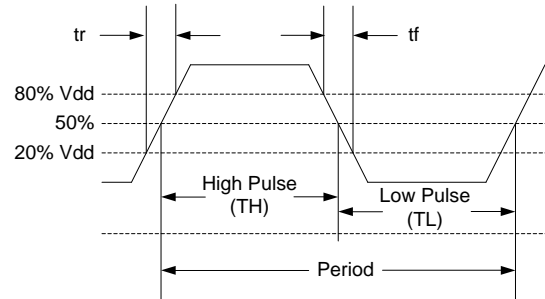 tr
tf
80% Vdd
50%
20% Vdd
High Pulse
(TH)
Low Pulse
(TL)
Period